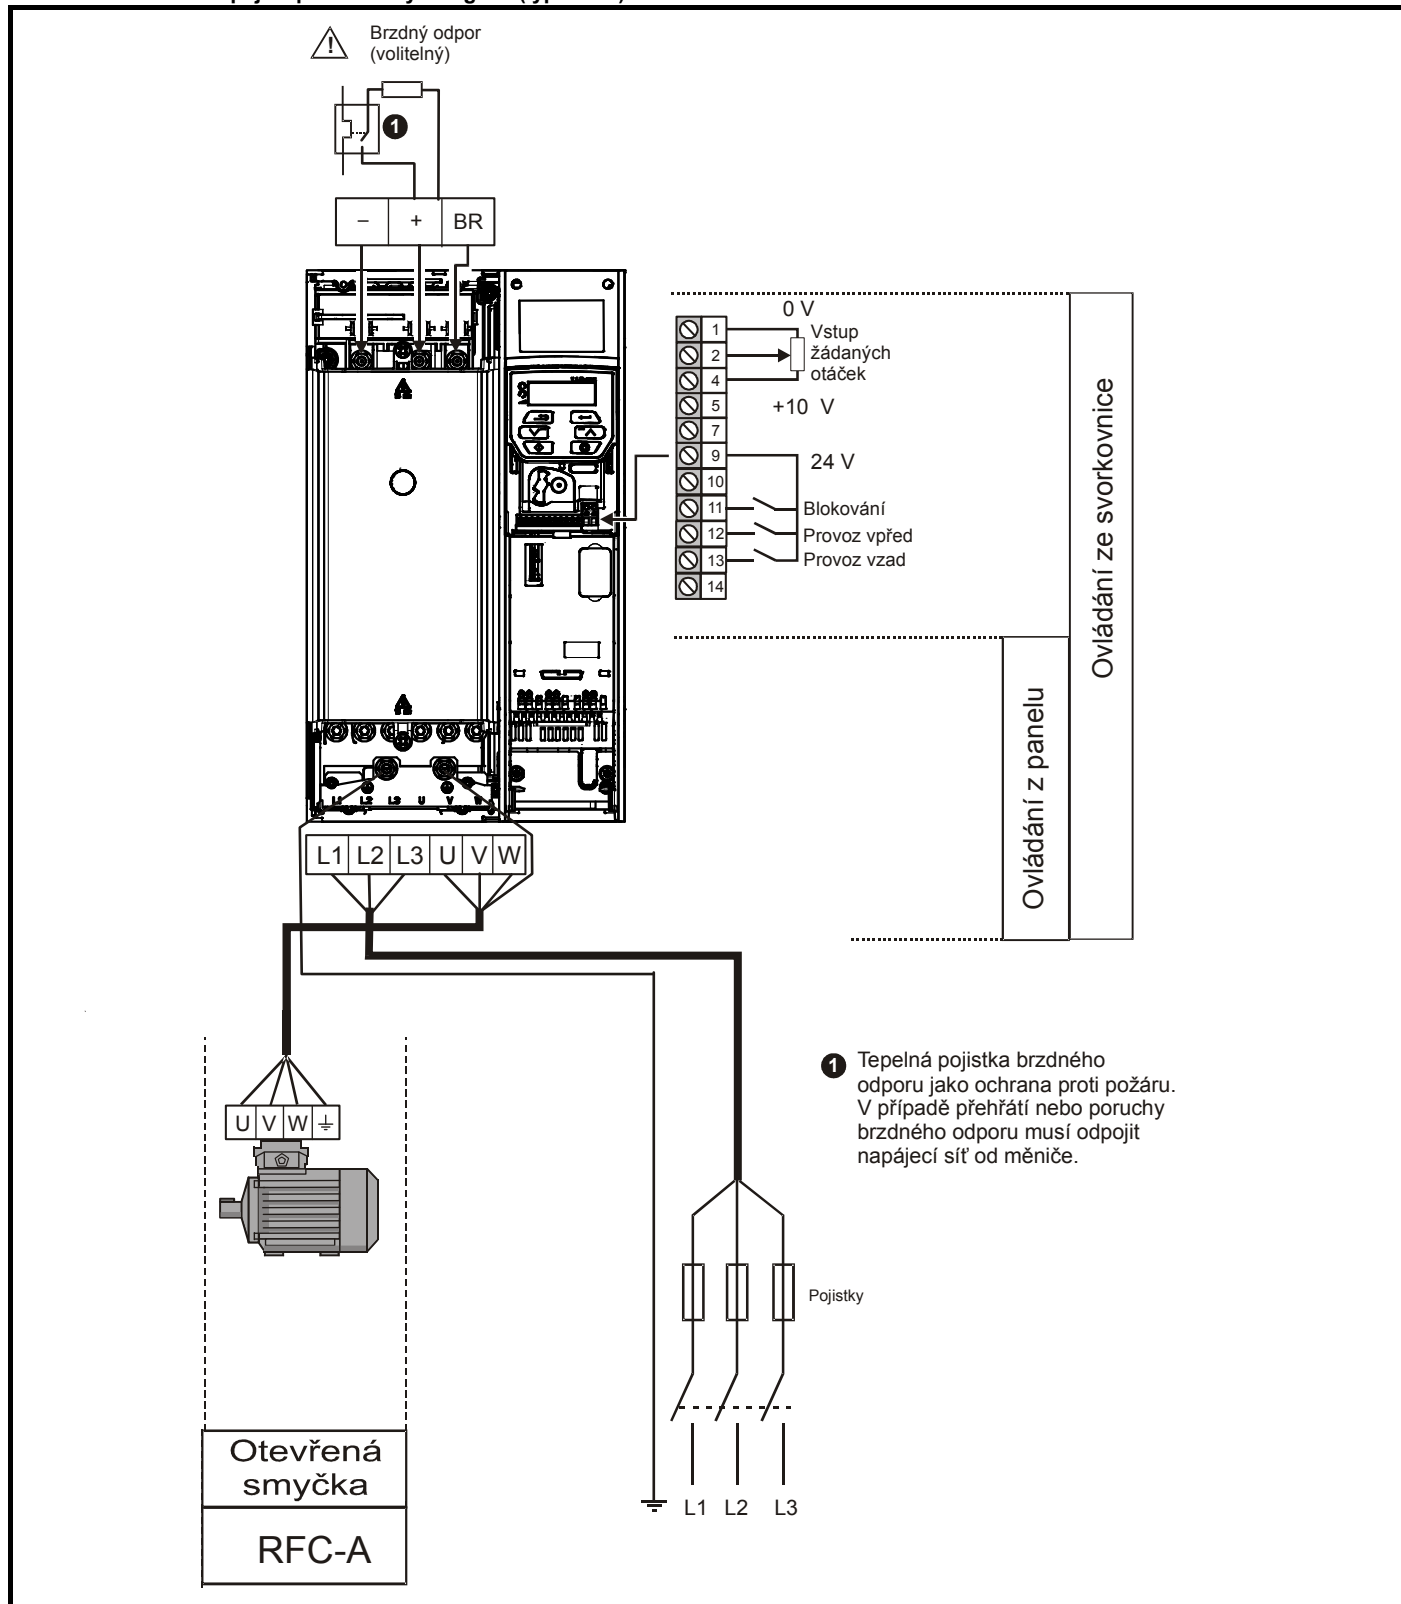 Brzdný odpor
(volitelný)
1
– + BR
0 V
1 Vstup
2 žádaných
4 otáček
5 +10 V
7
9 24 V
10
11 Blokování
12 Provoz vpřed
13 Provoz vzad
14
Ovládání ze svorkovnice
Ovládání z panelu
L1 L2 L3 U V W
L1 L2 L3 U V W
1 Tepelná pojistka brzdného
odporu jako ochrana proti požáru.
V případě přehřátí nebo poruchy
brzdného odporu musí odpojit
napájecí síť od měniče.
U V W
Pojistky
L1 L2 L3
Otevřená
smyčka
RFC-A